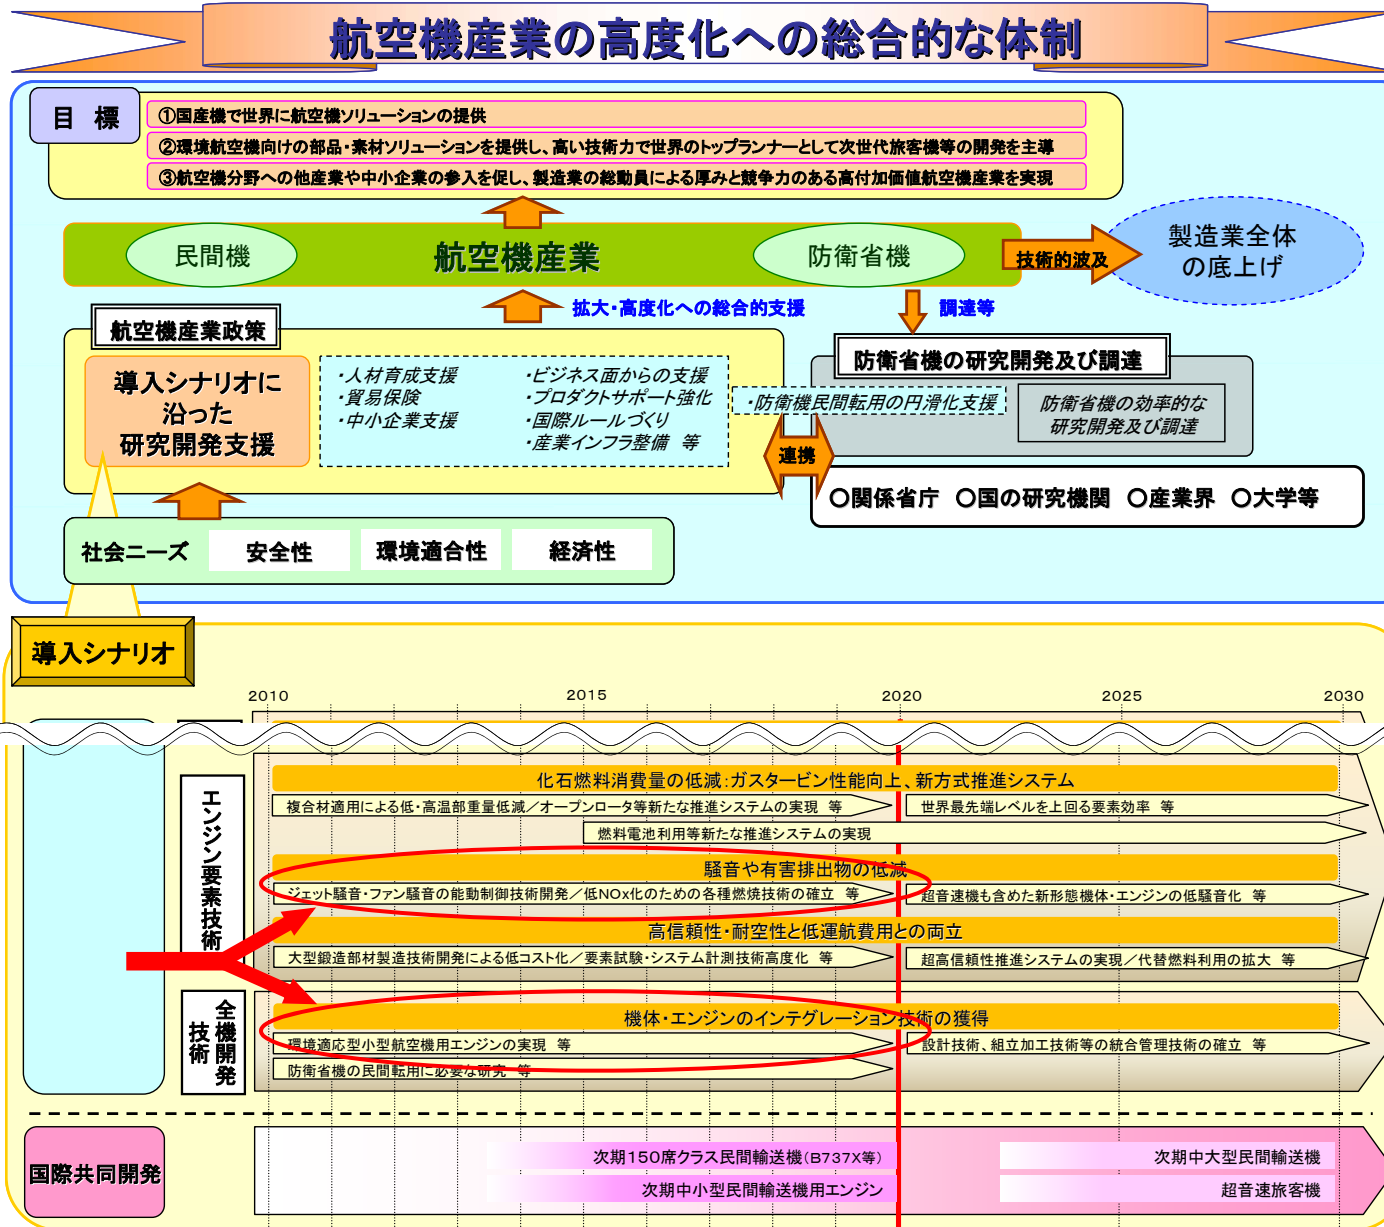 航空機産業の高度化への総合的な体制
目 標
①国産機で世界に航空機ソリューションの提供
②環境航空機向けの部品・素材ソリューションを提供し、高い技術力で世界のトップランナーとして次世代旅客機等の開発を主導
③航空機分野への他産業や中小企業の参入を促し、製造業の総動員による厚みと競争力のある高付加価値航空機産業を実現
民間機
航空機産業
防衛省機
技術的波及
製造業全体
の底上げ
拡大・高度化への総合的支援
調達等
航空機産業政策
導入シナリオに
沿った
研究開発支援
・人材育成支援
・貿易保険
・中小企業支援
・ビジネス面からの支援
・プロダクトサポート強化
・国際ルールづくり
・産業インフラ整備 等
防衛省機の研究開発及び調達
・防衛機民間転用の円滑化支援
防衛省機の効率的な
研究開発及び調達
連携
○関係省庁 ○国の研究機関 ○産業界 ○大学等
社会ニーズ
安全性
環境適合性
経済性
導入シナリオ
2010
2015
2020
2025
2030
エンジン要素技術
化石燃料消費量の低減:ガスタービン性能向上、新方式推進システム
複合材適用による低・高温部重量低減／オープンロータ等新たな推進システムの実現 等
世界最先端レベルを上回る要素効率 等
燃料電池利用等新たな推進システムの実現
騒音や有害排出物の低減
ジェット騒音・ファン騒音の能動制御技術開発／低NOx化のための各種燃焼技術の確立 等
超音速機も含めた新形態機体・エンジンの低騒音化 等
高信頼性・耐空性と低運航費用との両立
大型鍛造部材製造技術開発による低コスト化／要素試験・システム計測技術高度化 等
超高信頼性推進システムの実現／代替燃料利用の拡大 等
全機開発
技術
機体・エンジンのインテグレーション技術の獲得
環境適応型小型航空機用エンジンの実現 等
設計技術、組立加工技術等の統合管理技術の確立 等
防衛省機の民間転用に必要な研究 等
国際共同開発
次期150席クラス民間輸送機(B737X等)
次期中大型民間輸送機
次期中小型民間輸送機用エンジン
超音速旅客機